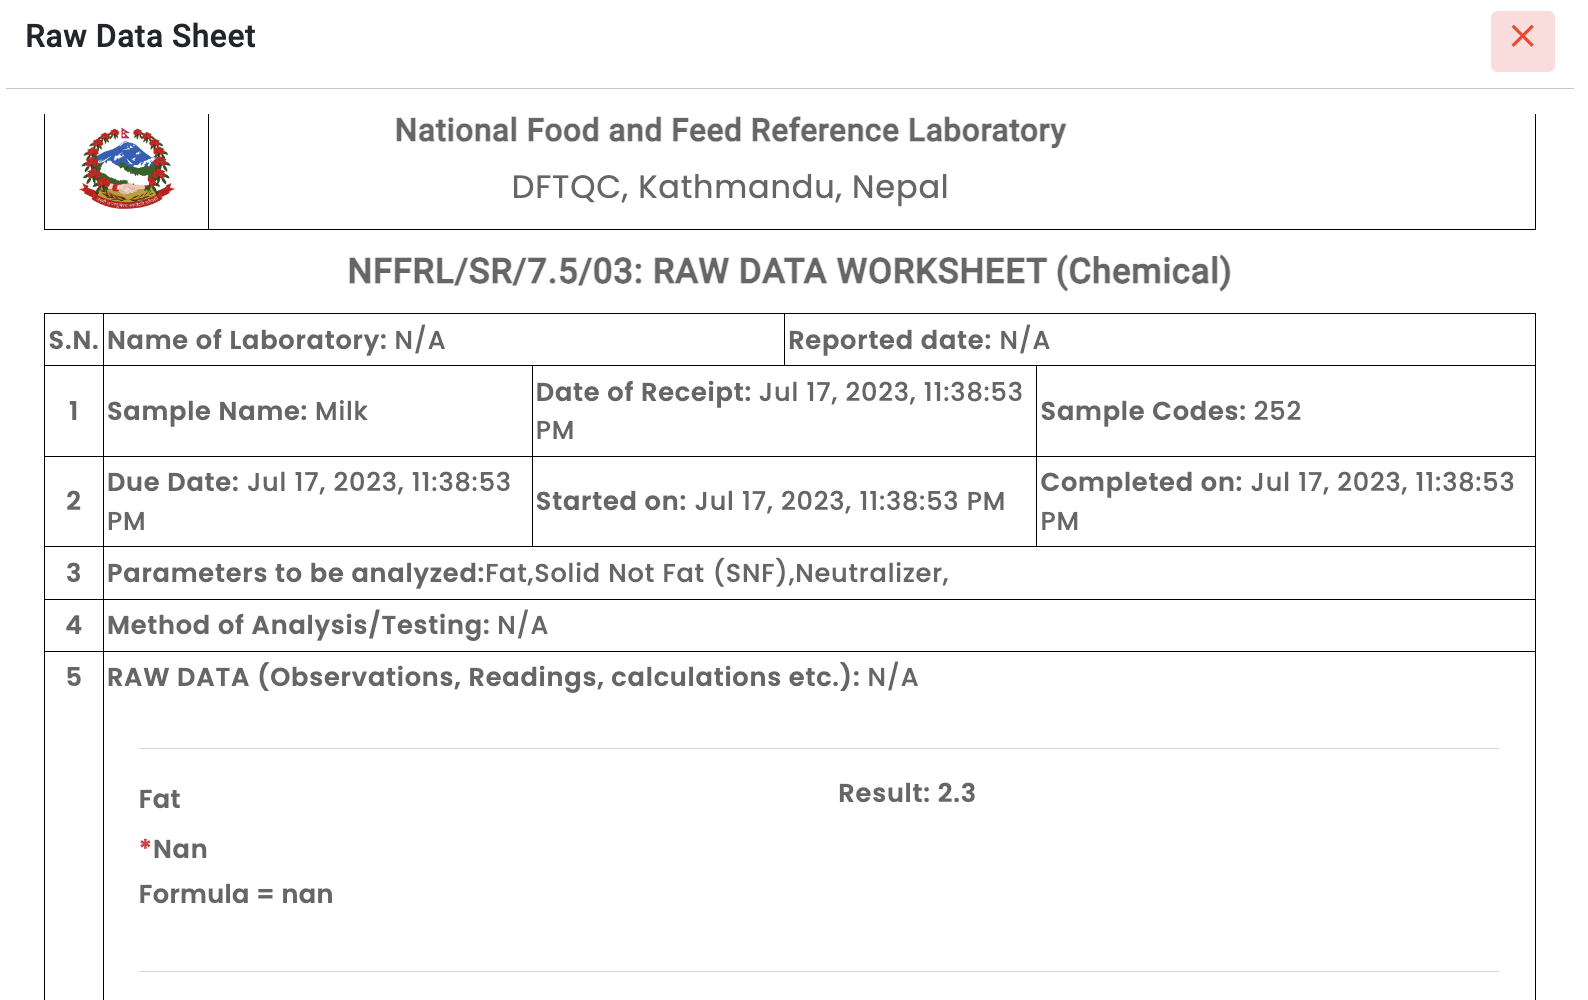 Raw Data Sheet
National Food and Feed Reference Laboratory
DFTQC, Kathmandu, Nepal
NFFRL/SR/7.5/03: RAW DATA WORKSHEET (Chemical)
S.N. Name of Laboratory: N/A Reported date: N/A
1 Sample Name: Milk Date of Receipt: Jul 17, 2023, 11:38:53 PM Sample Codes: 252
2 Due Date: Jul 17, 2023, 11:38:53 PM Started on: Jul 17, 2023, 11:38:53 PM Completed on: Jul 17, 2023, 11:38:53 PM
3 Parameters to be analyzed:Fat,Solid Not Fat (SNF),Neutralizer,
4 Method of Analysis/Testing: N/A
5 RAW DATA (Observations, Readings, calculations etc.): N/A
Fat Result: 2.3
*Nan
Formula = nan